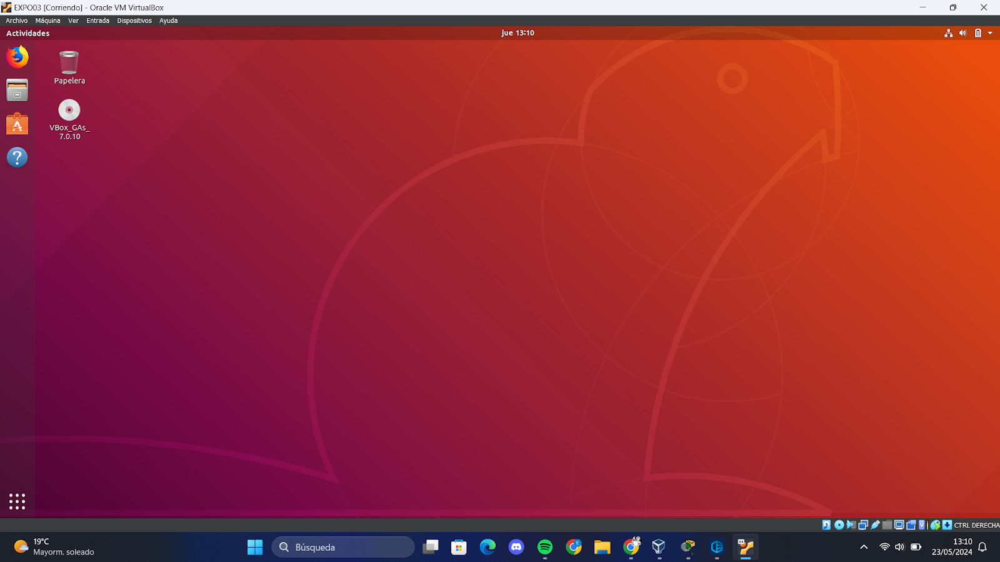 EXPO03 [Corriendo] - Oracle VM VirtualBox
Archivo Máquina Ver Entrada Dispositivos Ayuda
Actividades jue 13:10
Papelera
VBox_GAs_
7.0.10
CTRL DERECHA
19°C
Mayorm. soleado
Búsqueda
13:10
23/05/2024